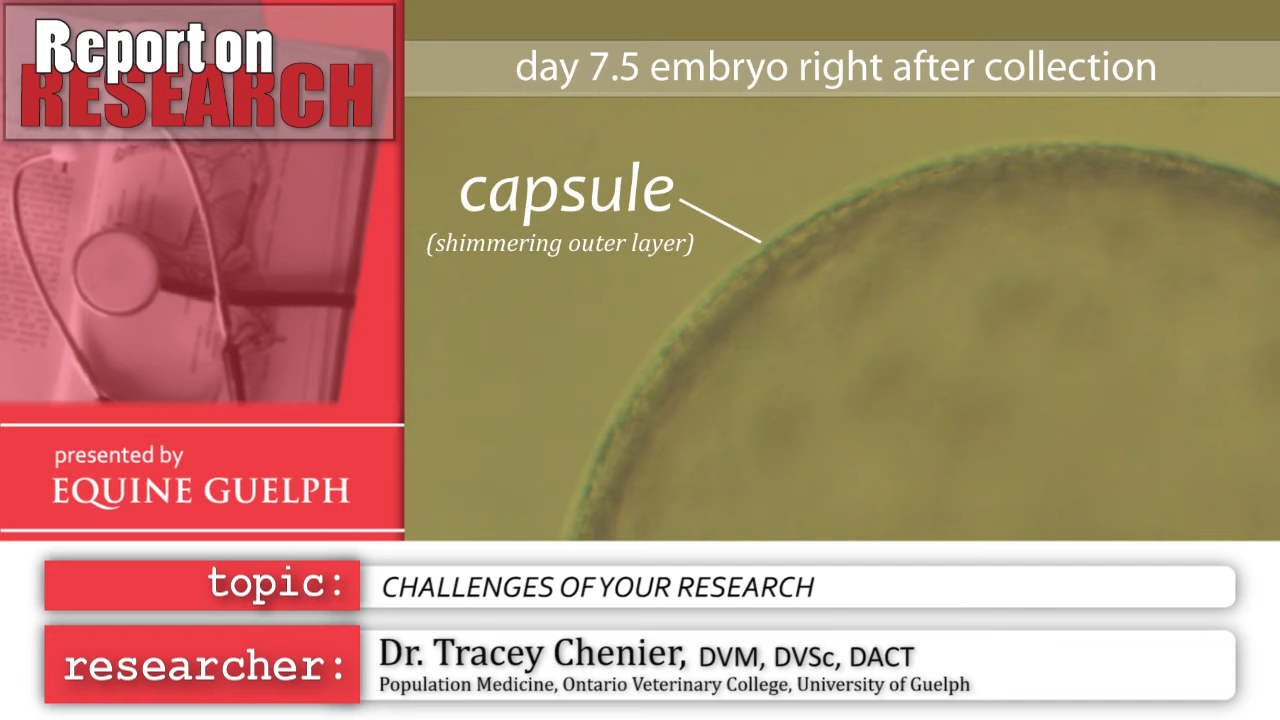 Report on
RESEARCH
day 7.5 embryo right after collection
capsule
(shimmering outer layer)
presented by
EQUINE GUELPH
topic:
CHALLENGES OF YOUR RESEARCH
researcher:
Dr. Tracey Chenier, DVM, DVSc, DACT
Population Medicine, Ontario Veterinary College, University of Guelph